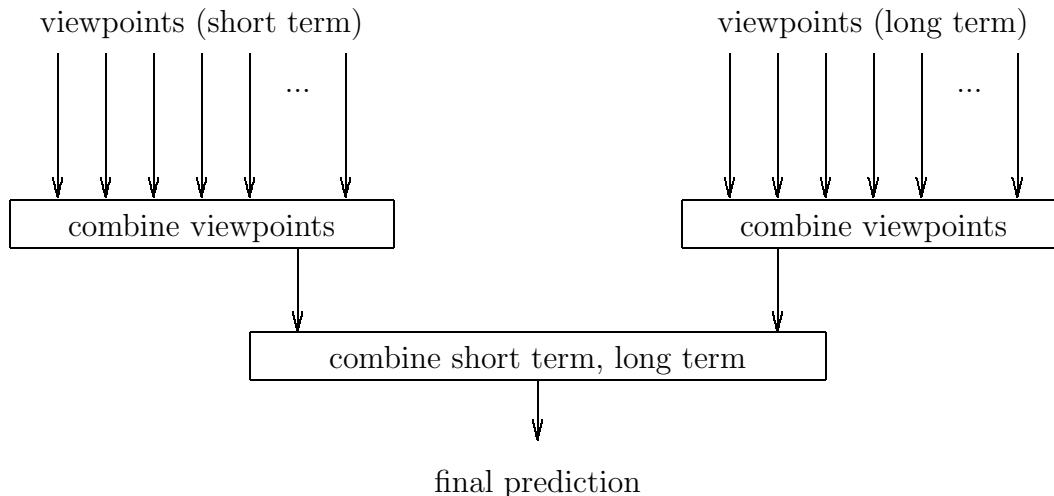 viewpoints (short term)
viewpoints (long term)
...
...
combine viewpoints
combine viewpoints
combine short term, long term
final prediction